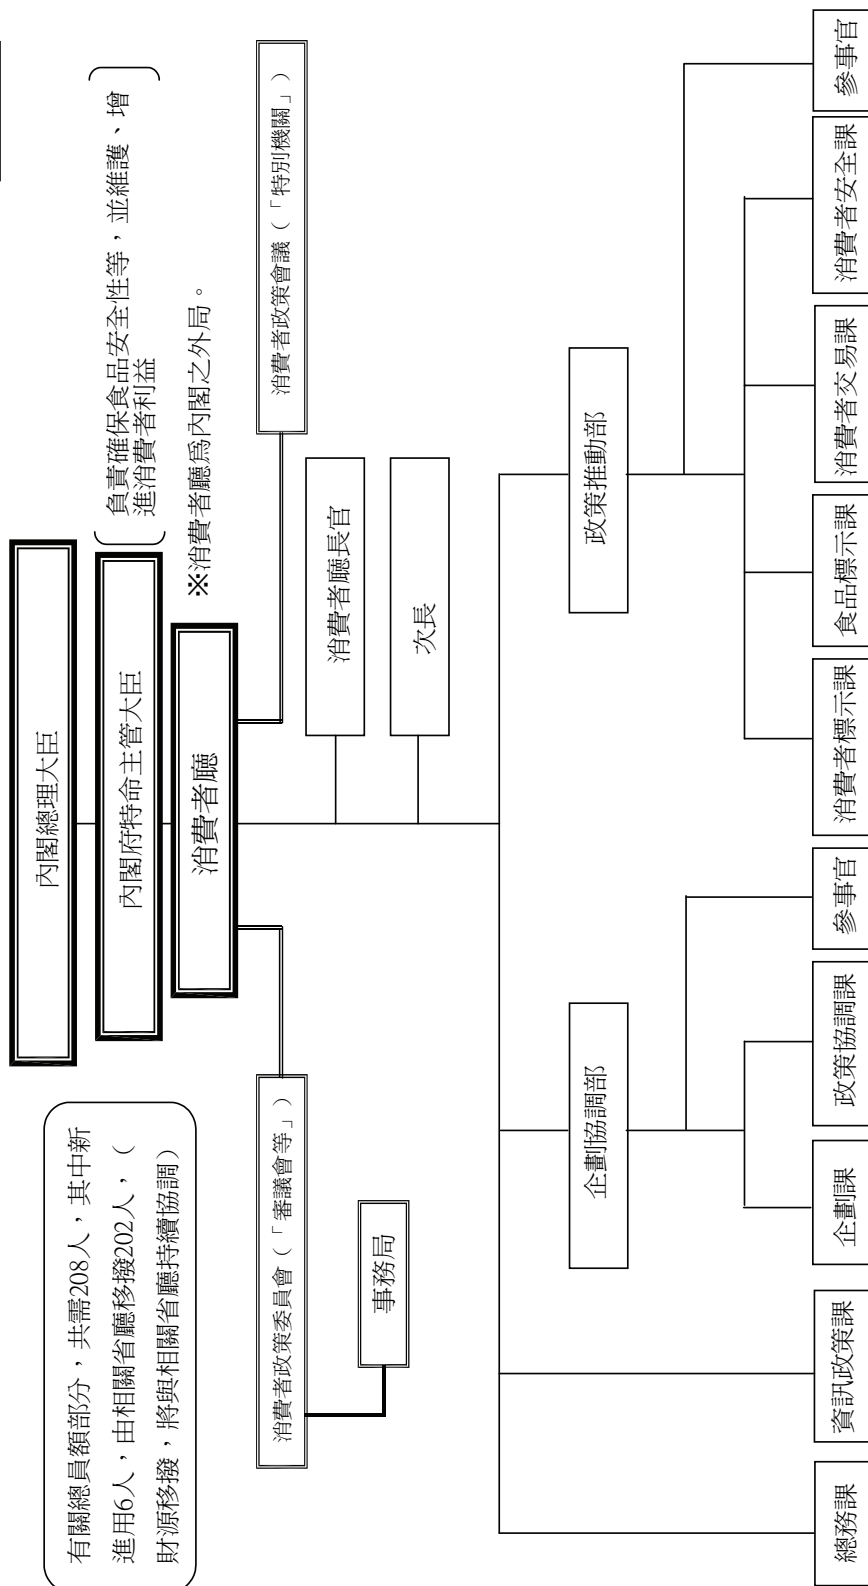 有關總員額部分，共需208人，其中新
進用6人，由相關省廳移撥202人，（
財源移撥，將與相關省廳持續協調）
內閣總理大臣
內閣府特命主管大臣
負責確保食品安全性等，並維護、增
進消費者利益
消費者廳
※消費者廳為內閣之外局。
消費者政策委員會（「審議會等」）
消費者政策會議（「特別機關」）
事務局
消費者廳長官
次長
企劃協調部
政策推動部
總務課
資訊政策課
企劃課
政策協調課
參事官
消費者標示課
食品標示課
消費者交易課
消費者安全課
參事官